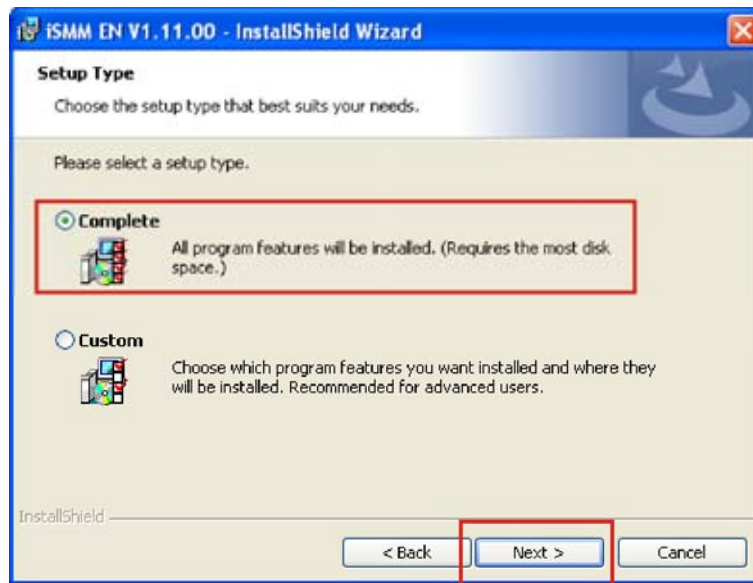 iSMM EN V1.11.00 - InstallShield Wizard
Setup Type
Choose the setup type that best suits your needs.
Please select a setup type.
Complete
All program features will be installed. (Requires the most disk
space.)
Custom
Choose which program features you want installed and where they
will be installed. Recommended for advanced users.
InstallShield
< Back
Next >
Cancel